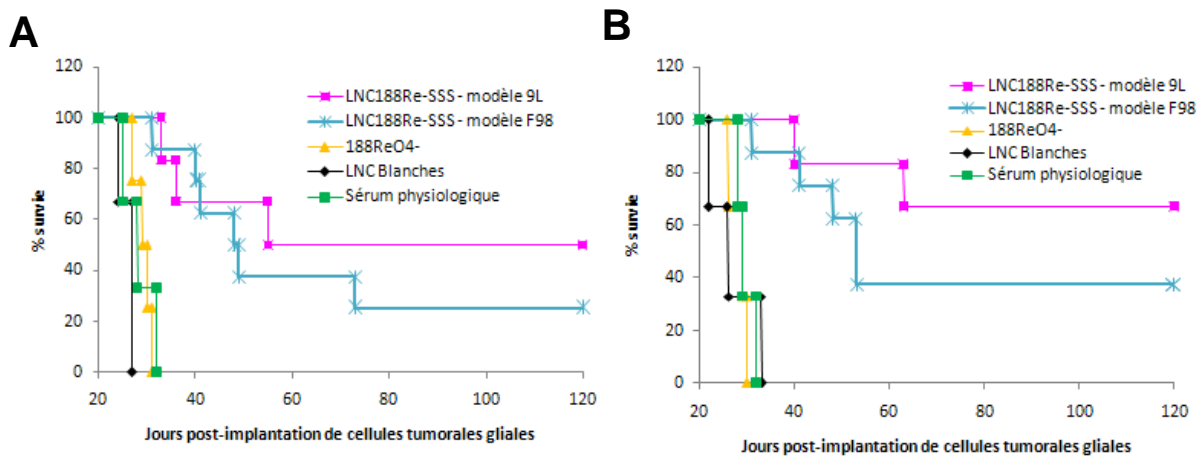 A
120
100
80
60
40
20
0
% survie
LNC188Re-SSS - modèle 9L
LNC188Re-SSS - modèle F98
188ReO4-
LNC Blanches
Sérum physiologique
20 40 60 80 100 120
Jours post-implantation de cellules tumorales gliales
B
120
100
80
60
40
20
0
% survie
LNC188Re-SSS - modèle 9L
LNC188Re-SSS - modèle F98
188ReO4-
LNC Blanches
Sérum physiologique
20 40 60 80 100 120
Jours post-implantation de cellules tumorales gliales